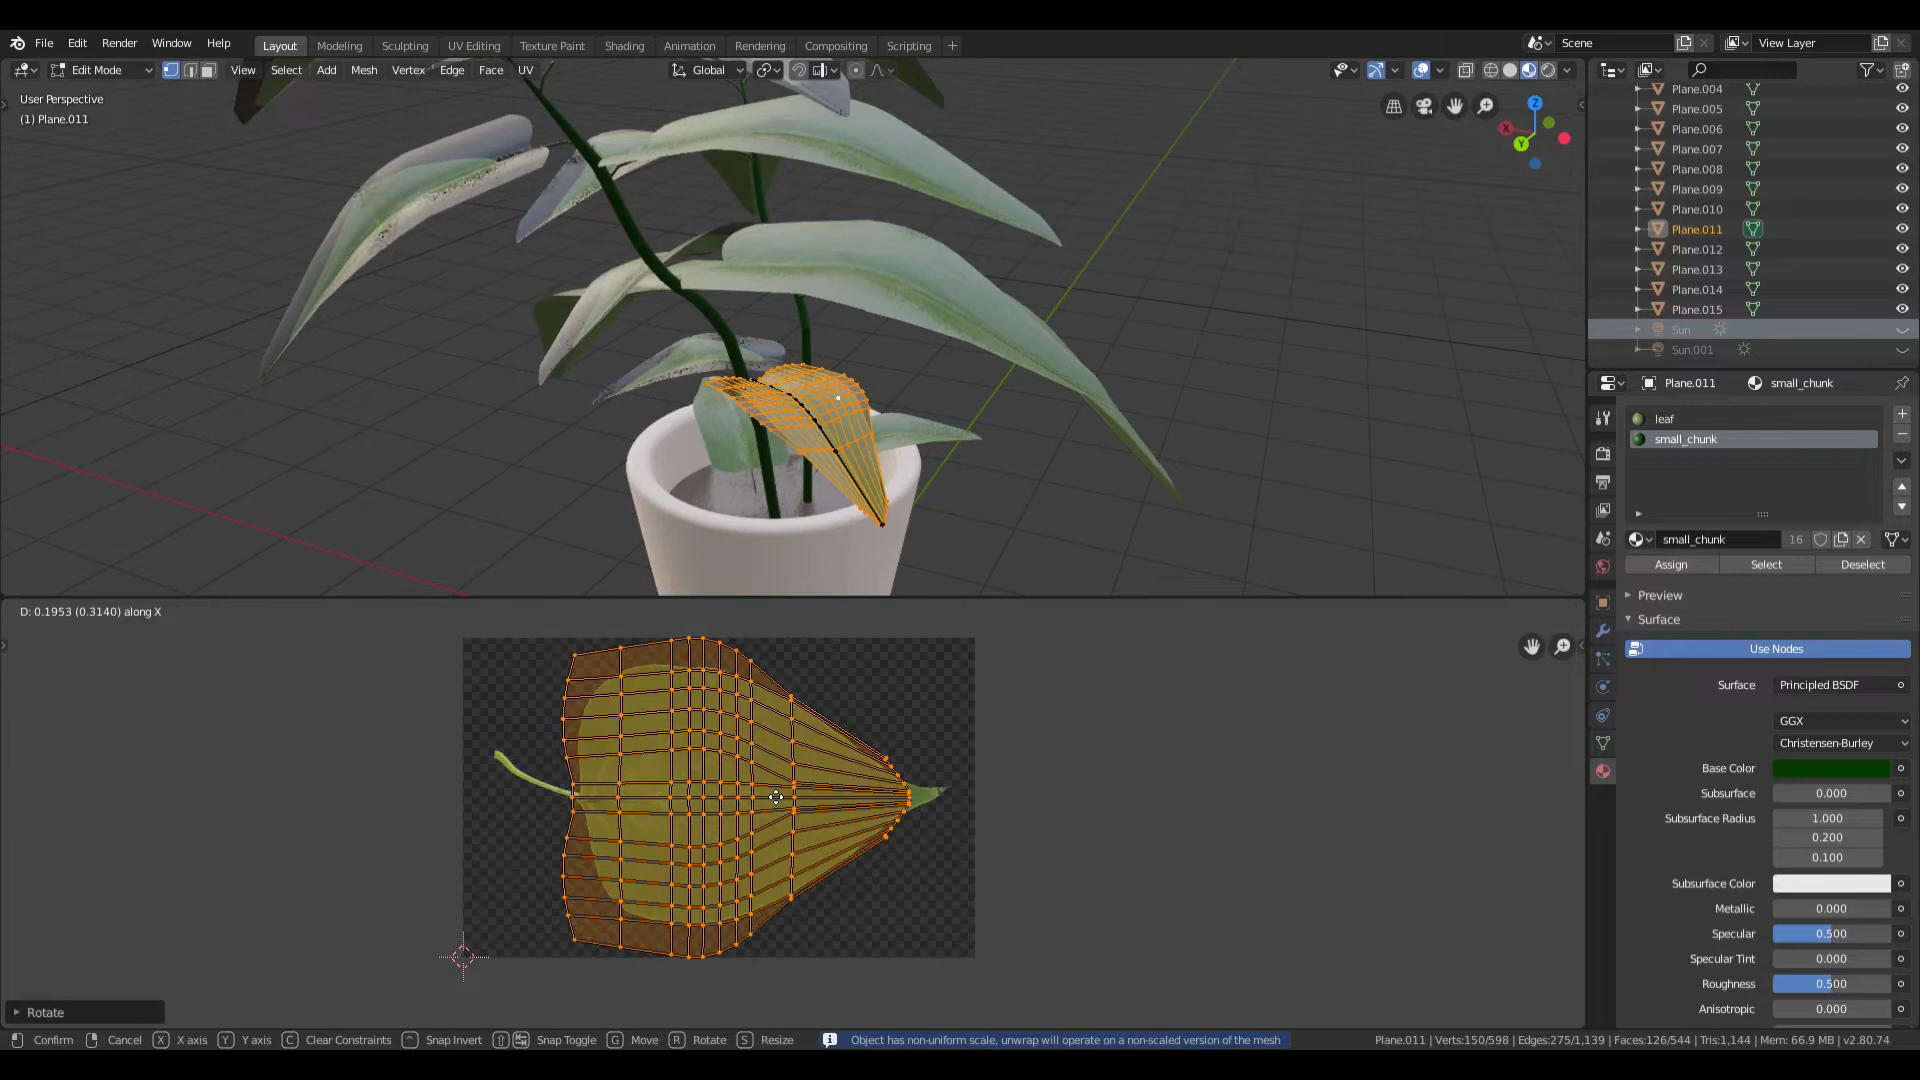 File Edit Render Window Help Layout Modeling Sculpting UV Editing Texture Paint Shading Animation Rendering Compositing Scripting + Scene View Layer
Edit Mode View Select Add Mesh Vertex Edge Face UV Global
User Perspective
(1) Plane.011
Z
X
Y
Plane.004
Plane.005
Plane.006
Plane.007
Plane.008
Plane.009
Plane.010
Plane.011
Plane.012
Plane.013
Plane.014
Plane.015
Sun
Sun.001
Plane.011 small_chunk
leaf
small_chunk
small_chunk 16
Assign Select Deselect
Preview
Surface
Use Nodes
Surface Principled BSDF
GGX
Christensen-Burley
Base Color
Subsurface 0.000
Subsurface Radius 1.000
0.200
0.100
Subsurface Color
Metallic 0.000
Specular 0.500
Specular Tint 0.000
Roughness 0.500
Anisotropic 0.000
D: 0.1953 (0.3140) along X
Rotate
Confirm Cancel X X axis Y Y axis C Clear Constraints ^ Snap Invert Snap Toggle G Move R Rotate S Resize Object has non-uniform scale, unwrap will operate on a non-scaled version of the mesh Plane.011 | Verts:150/598 | Edges:275/1,139 | Faces:126/544 | Tris:1,144 | Mem: 66.9 MB | v2.80.74